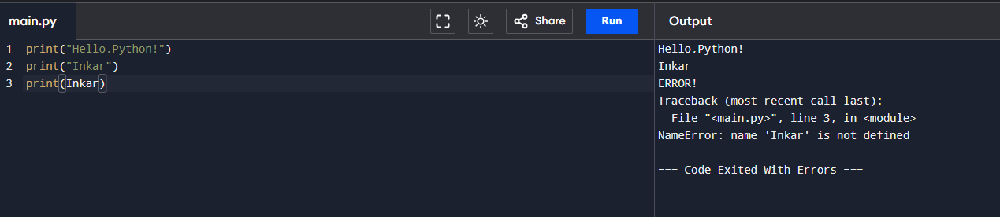 main.py
Share
Run
Output
1 print("Hello,Python!")
2 print("Inkar")
3 print(Inkar)
Hello,Python!
Inkar
ERROR!
Traceback (most recent call last):
  File "<main.py>", line 3, in <module>
NameError: name 'Inkar' is not defined
=== Code Exited With Errors ===